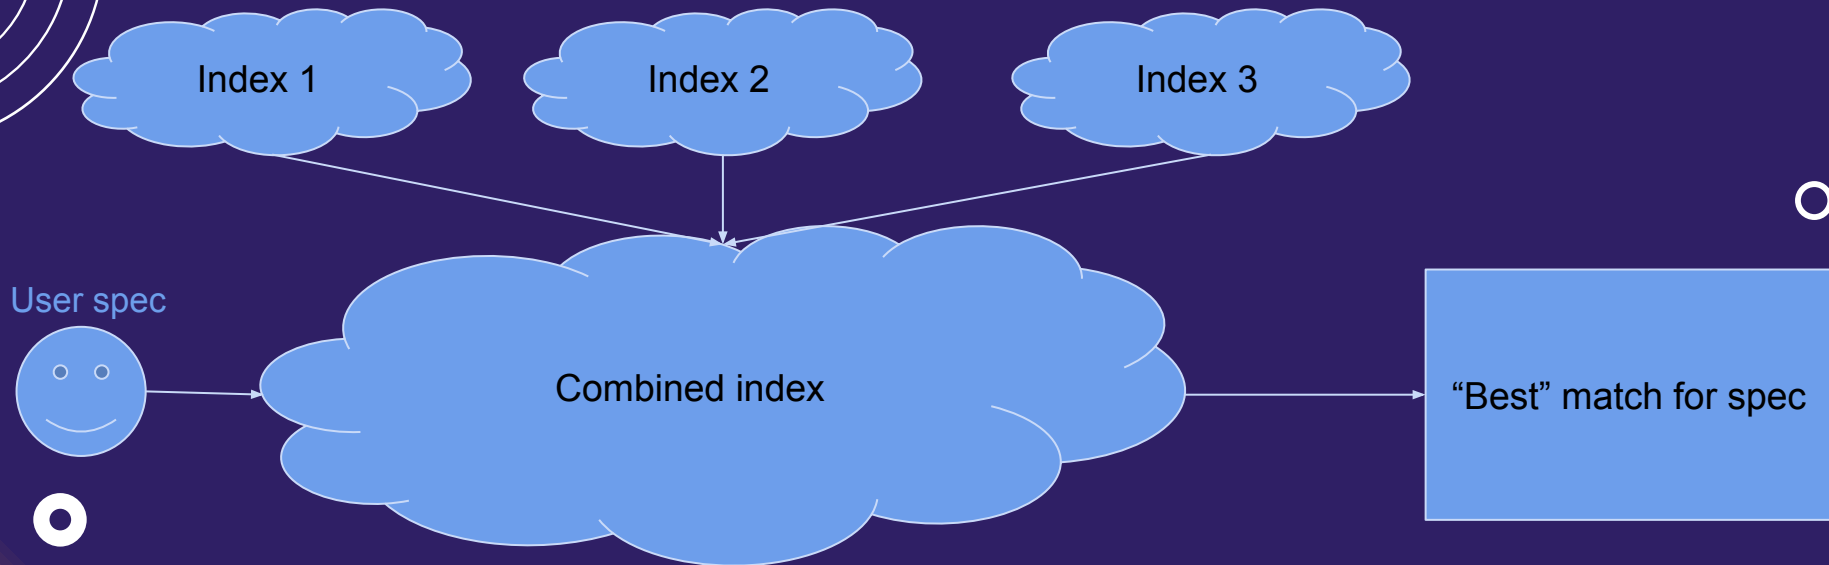 Index 1
Index 2
Index 3
User spec
Combined index
“Best” match for spec